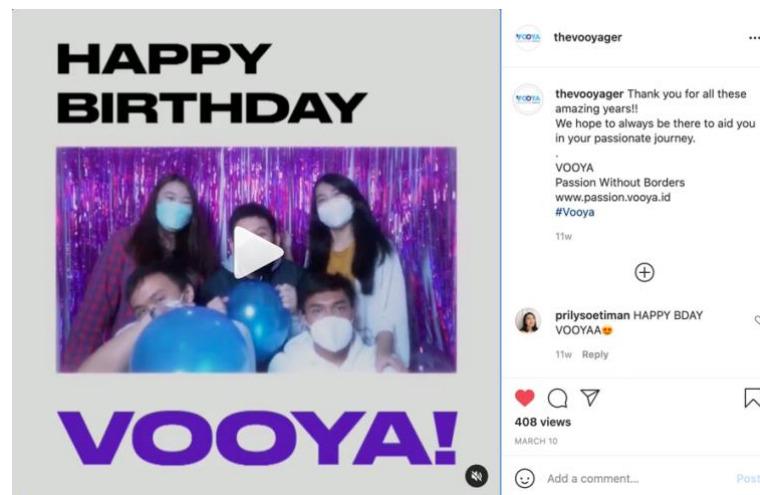 HAPPY
BIRTHDAY
VOOYA!
VOOYA
thevooyager
VOOYA
thevooyager Thank you for all these
amazing years!!
We hope to always be there to aid you
in your passionate journey.
.
VOOYA
Passion Without Borders
www.passion.vooya.id
#Vooya
11w
prilysoetiman HAPPY BDAY
VOOYAA😍
11w Reply
408 views
MARCH 10
Add a comment...
Post